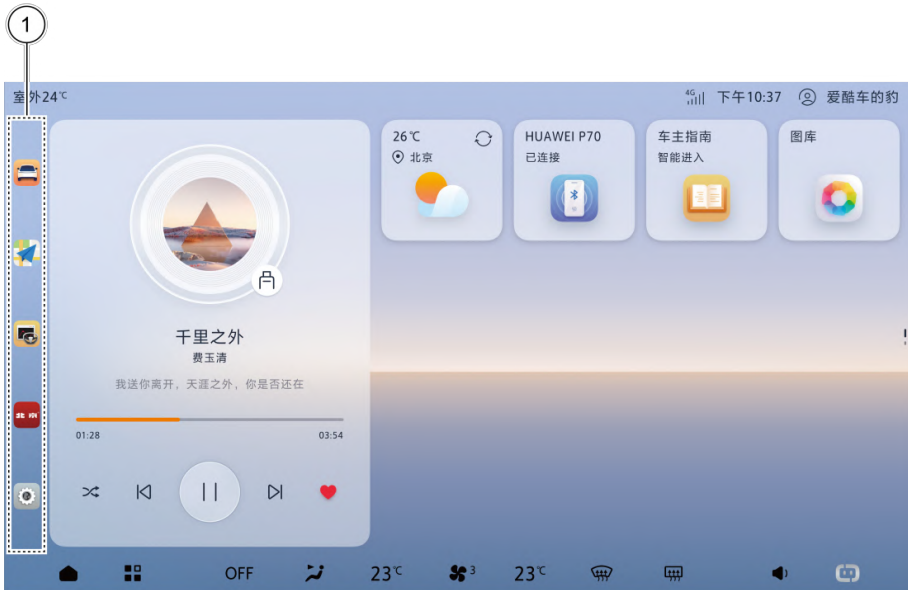 1
室外24℃
4G
下午10:37
爱酷车的豹
26℃
北京
HUAWEI P70
已连接
车主指南
智能进入
图库
千里之外
费玉清
我送你离开，天涯之外，你是否还在
01:28
03:54
北京
OFF
23℃
3
23℃